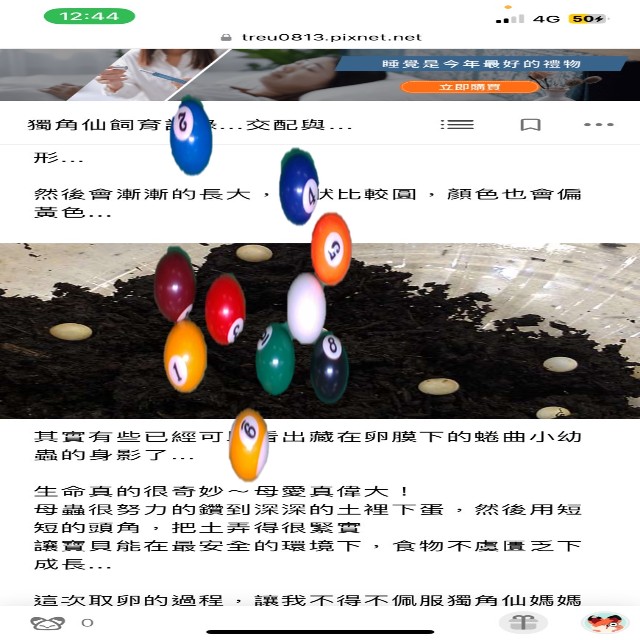 12:44
4G 50
treu0813.pixnet.net
睡覺是今年最好的禮物
立即購買
獨角仙飼育 錄...交配與...
形...
然後會漸漸的長大， 狀比較圓，顏色也會偏
黃色...
2
4
5
1
8
其實有些已經可 看出藏在卵膜下的蜷曲小幼
蟲的身影了...
9
生命真的很奇妙～母愛真偉大！
母蟲很努力的鑽到深深的土裡下蛋，然後用短
短的頭角，把土弄得很緊實
讓寶貝能在最安全的環境下，食物不虞匱乏下
成長...
這次取卵的過程，讓我不得不佩服獨角仙媽媽
0